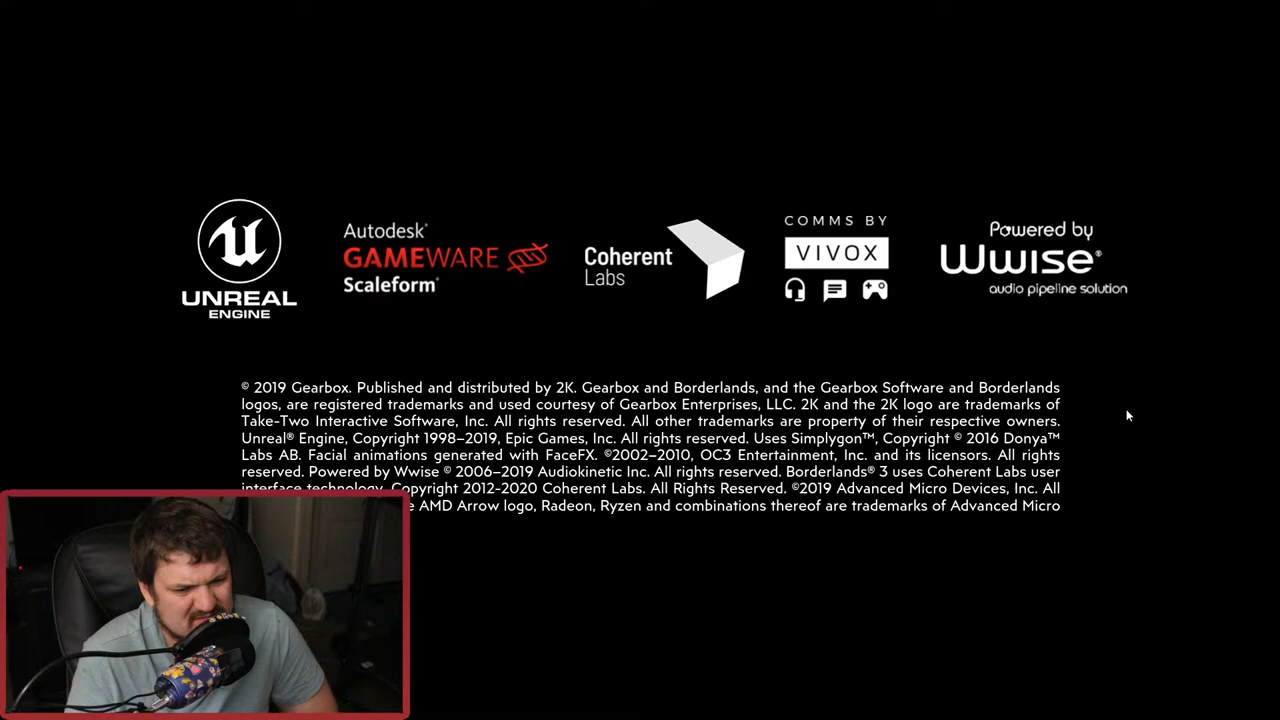 UNREAL
ENGINE
Autodesk®
GAMEWARE
Scaleform®
Coherent
Labs
COMMS BY
VIVOX
Powered by
Wwise®
audio pipeline solution
© 2019 Gearbox. Published and distributed by 2K. Gearbox and Borderlands, and the Gearbox Software and Borderlands
logos, are registered trademarks and used courtesy of Gearbox Enterprises, LLC. 2K and the 2K logo are trademarks of
Take-Two Interactive Software, Inc. All rights reserved. All other trademarks are property of their respective owners.
Unreal® Engine, Copyright 1998–2019, Epic Games, Inc. All rights reserved. Uses Simplygon™, Copyright © 2016 Donya™
Labs AB. Facial animations generated with FaceFX. ©2002–2010, OC3 Entertainment, Inc. and its licensors. All rights
reserved. Powered by Wwise © 2006–2019 Audiokinetic Inc. All rights reserved. Borderlands® 3 uses Coherent Labs user
interface technology. Copyright 2012-2020 Coherent Labs. All Rights Reserved. ©2019 Advanced Micro Devices, Inc. All
AMD Arrow logo, Radeon, Ryzen and combinations thereof are trademarks of Advanced Micro